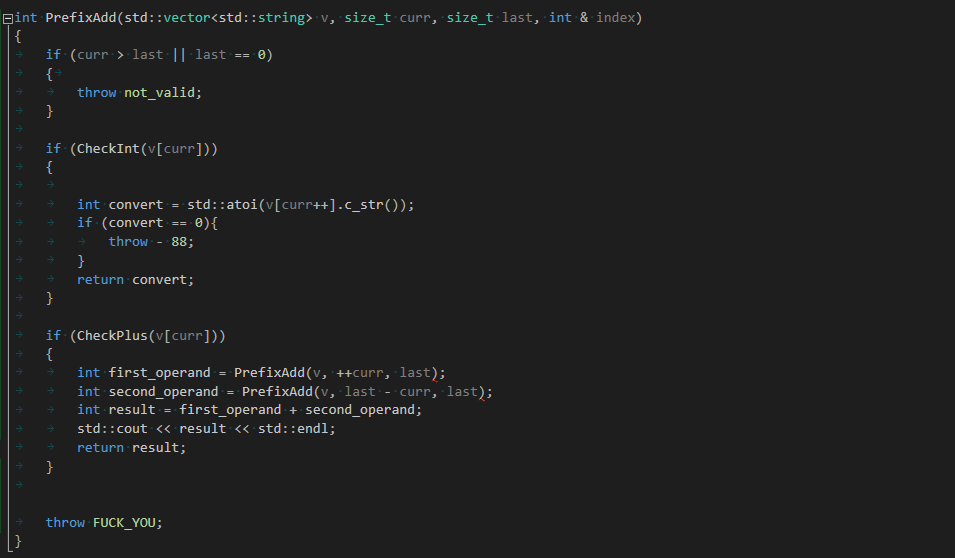 int PrefixAdd(std::vector<std::string> v, size_t curr, size_t last, int & index)
{
if (curr > last || last == 0)
{
throw not_valid;
}
if (CheckInt(v[curr]))
{
int convert = std::atoi(v[curr++].c_str());
if (convert == 0){
throw - 88;
}
return convert;
}
if (CheckPlus(v[curr]))
{
int first_operand = PrefixAdd(v, ++curr, last);
int second_operand = PrefixAdd(v, last - curr, last);
int result = first_operand + second_operand;
std::cout << result << std::endl;
return result;
}
throw FUCK_YOU;
}